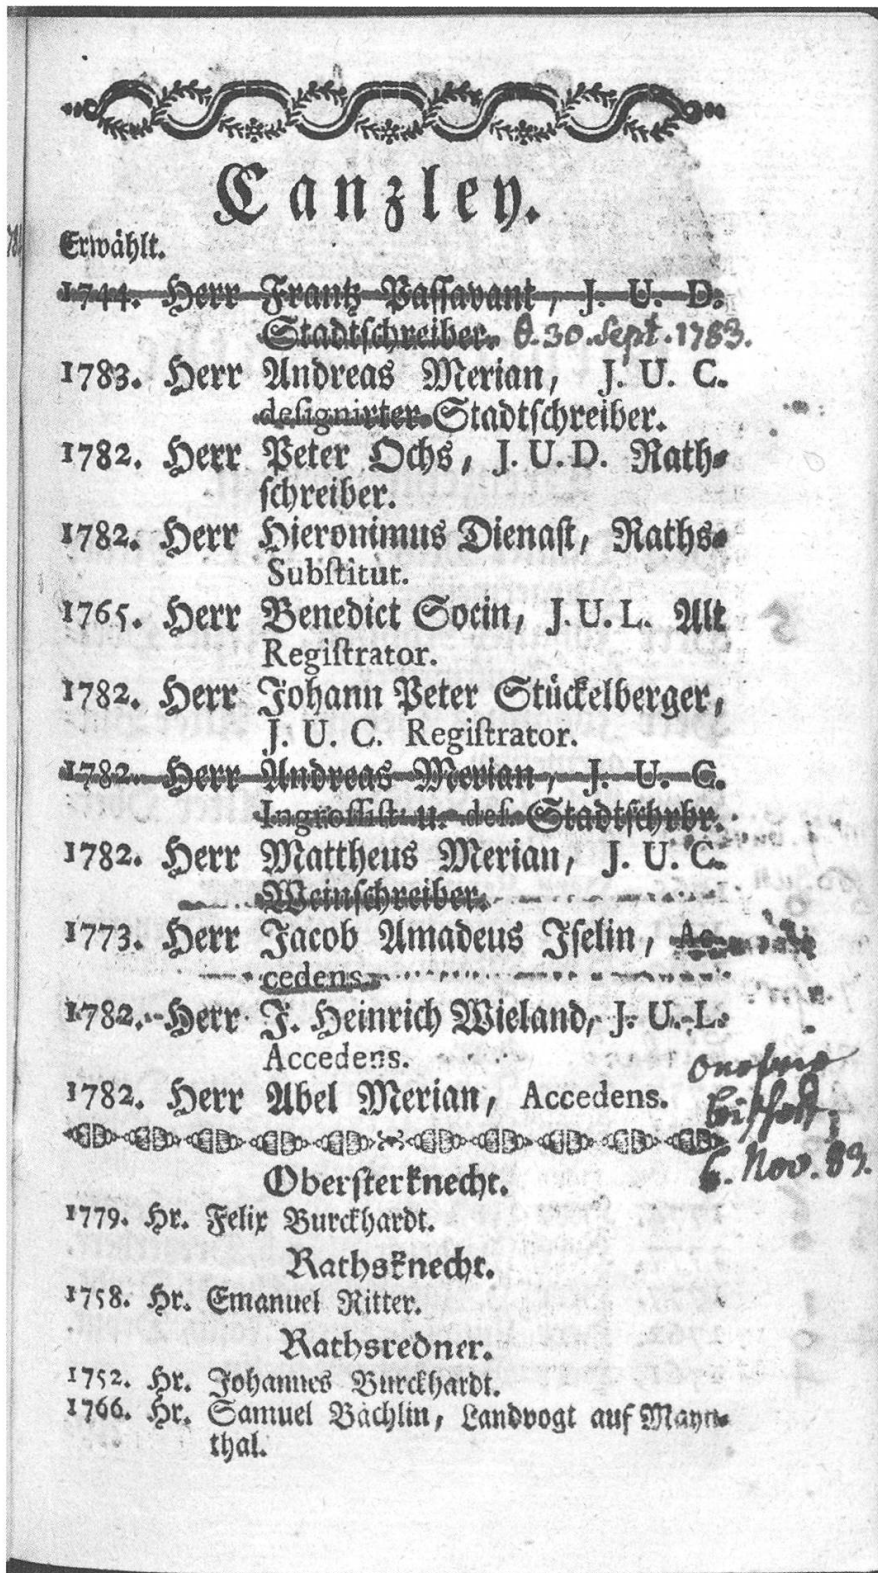 Canzley.
Erwählt.
1744. Herr Frantz Passavant, J. U. D.
Stadtschreiber. θ. 30. Sept. 1783.
1783. Herr Andreas Merian, J. U. C.
designirter Stadtschreiber.
1782. Herr Peter Ochs, J. U. D. Rath-
schreiber.
1782. Herr Hieronimus Dienast, Raths-
Substitut.
1765. Herr Benedict Socin, J. U. L. Alt
Registrator.
1782. Herr Johann Peter Stückelberger,
J. U. C. Registrator.
1782. Herr Andreas Merian, J. U. C.
Ingrossist u. des. Stadtschrbr.
1782. Herr Mattheus Merian, J. U. C.
Weinschreiber.
1773. Herr Jacob Amadeus Iselin, Ac-
cedens.
1782. Herr J. Heinrich Wieland, J. U. L.
Accedens.
1782. Herr Abel Merian, Accedens.
6. Nov. 83.
Obersterknecht.
1779. Hr. Felix Burckhardt.
Rathsknecht.
1758. Hr. Emanuel Ritter.
Rathsredner.
1752. Hr. Johannes Burckhardt.
1766. Hr. Samuel Bächlin, Landvogt auf Mayn-
thal.